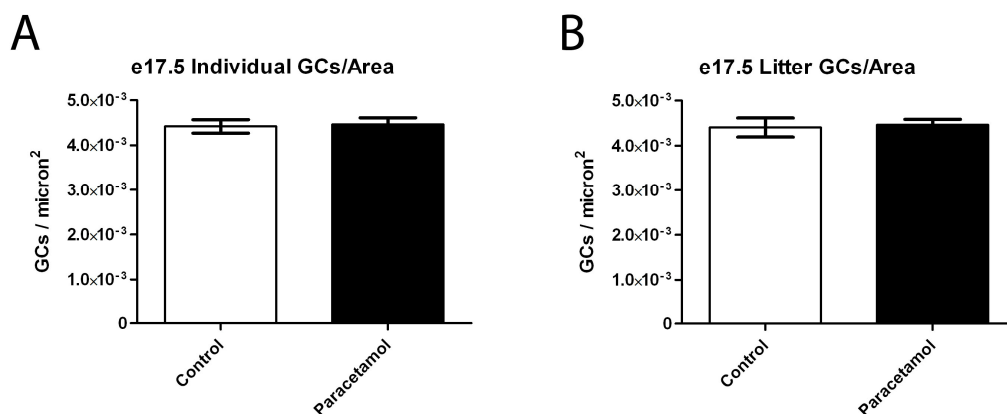 A
e17.5 Individual GCs/Area
GCs / micron²
5.0×10⁻³
4.0×10⁻³
3.0×10⁻³
2.0×10⁻³
1.0×10⁻³
0
Control
Paracetamol
B
e17.5 Litter GCs/Area
GCs / micron²
5.0×10⁻³
4.0×10⁻³
3.0×10⁻³
2.0×10⁻³
1.0×10⁻³
0
Control
Paracetamol